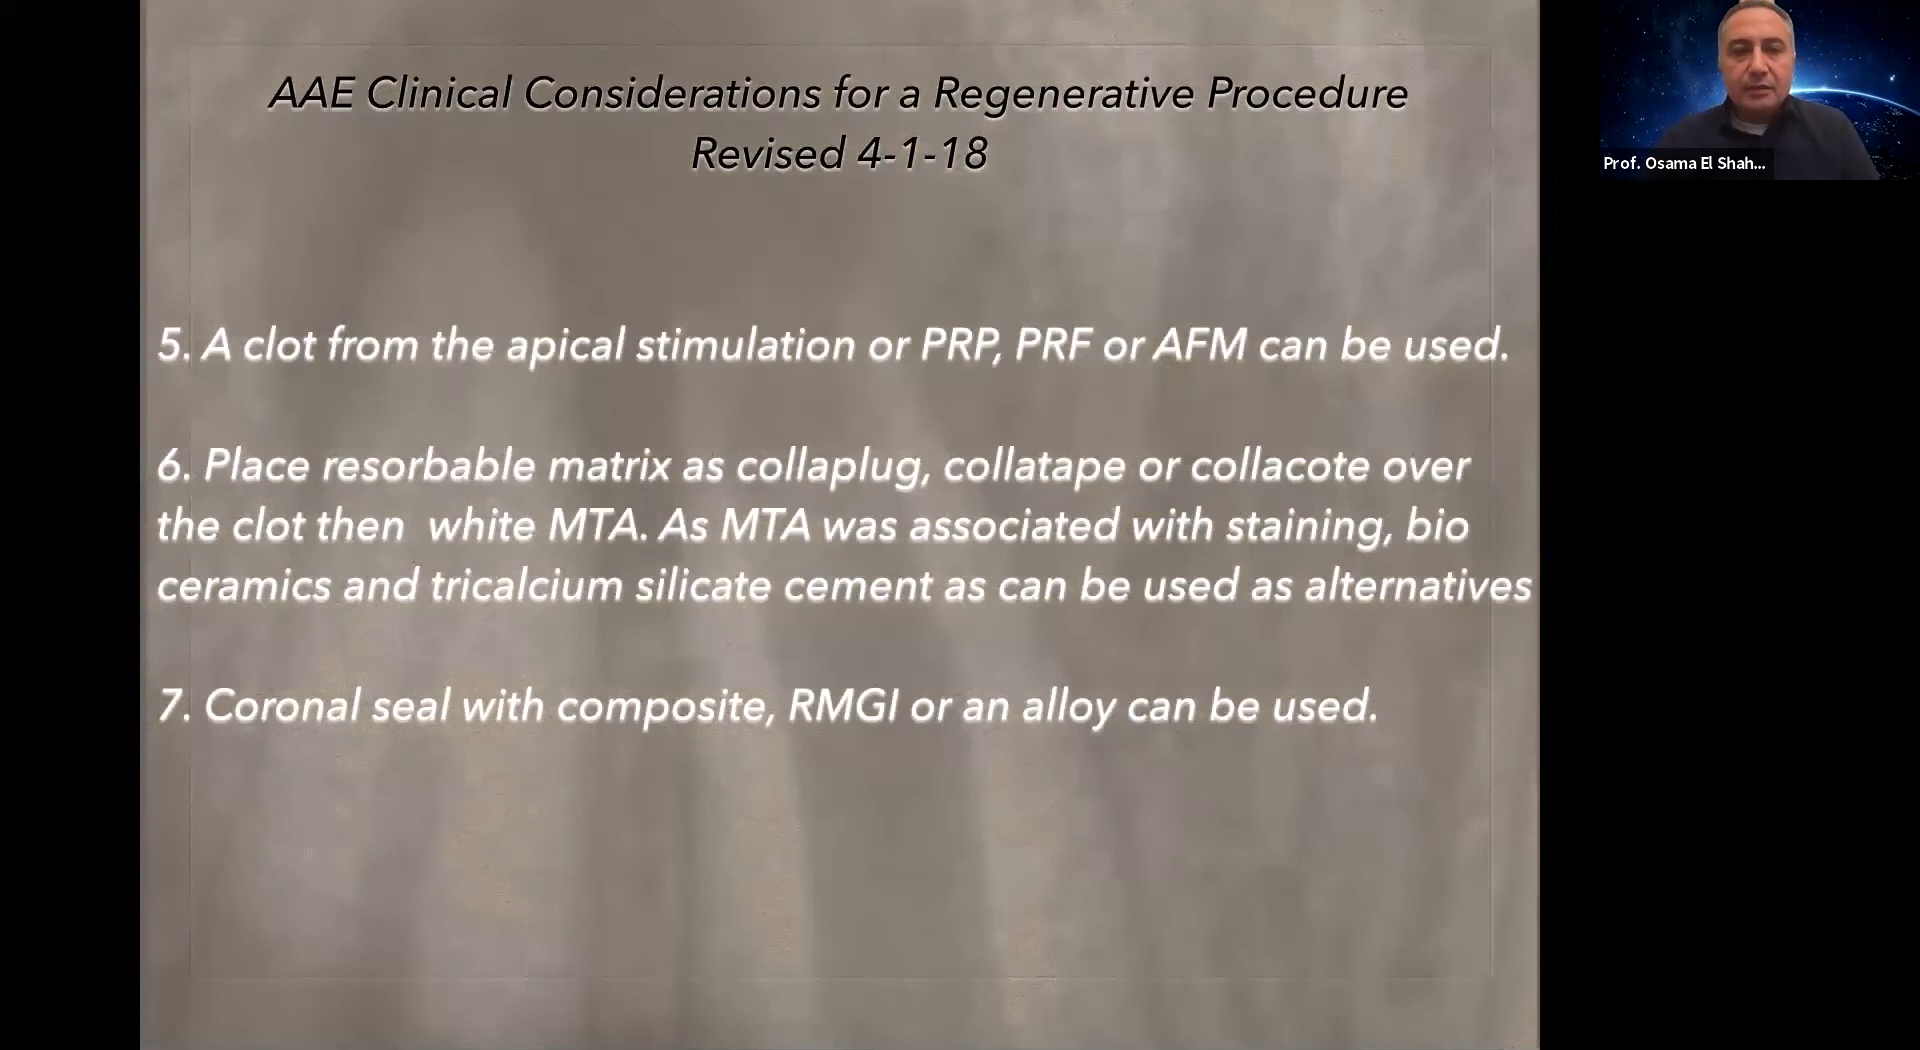 AAE Clinical Considerations for a Regenerative Procedure
Revised 4-1-18
5. A clot from the apical stimulation or PRP, PRF or AFM can be used.
6. Place resorbable matrix as collaplug, collatape or collacote over
the clot then  white MTA. As MTA was associated with staining, bio
ceramics and tricalcium silicate cement as can be used as alternatives
7. Coronal seal with composite, RMGI or an alloy can be used.
Prof. Osama El Shah...